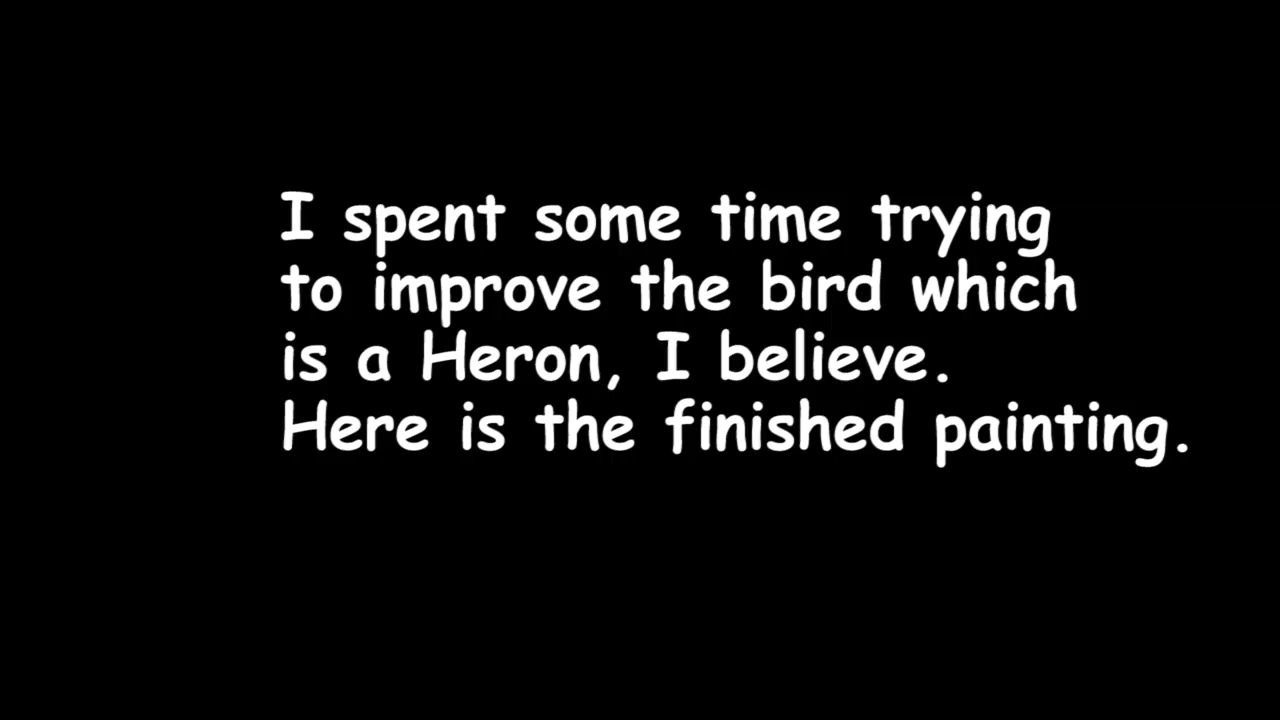 I spent some time trying
to improve the bird which
is a Heron, I believe.
Here is the finished painting.